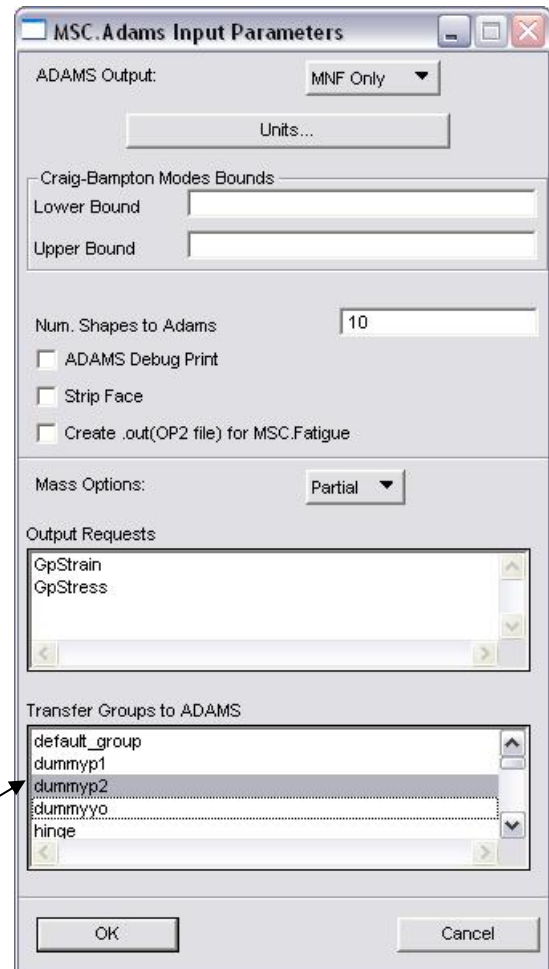 MSC.Adams Input Parameters
ADAMS Output:
MNF Only
Units...
Craig-Bampton Modes Bounds
Lower Bound
Upper Bound
Num. Shapes to Adams
10
ADAMS Debug Print
Strip Face
Create .out(OP2 file) for MSC.Fatigue
Mass Options:
Partial
Output Requests
GpStrain
GpStress
Transfer Groups to ADAMS
default_group
dummyp1
dummyp2
dummyyo
hinge
OK
Cancel